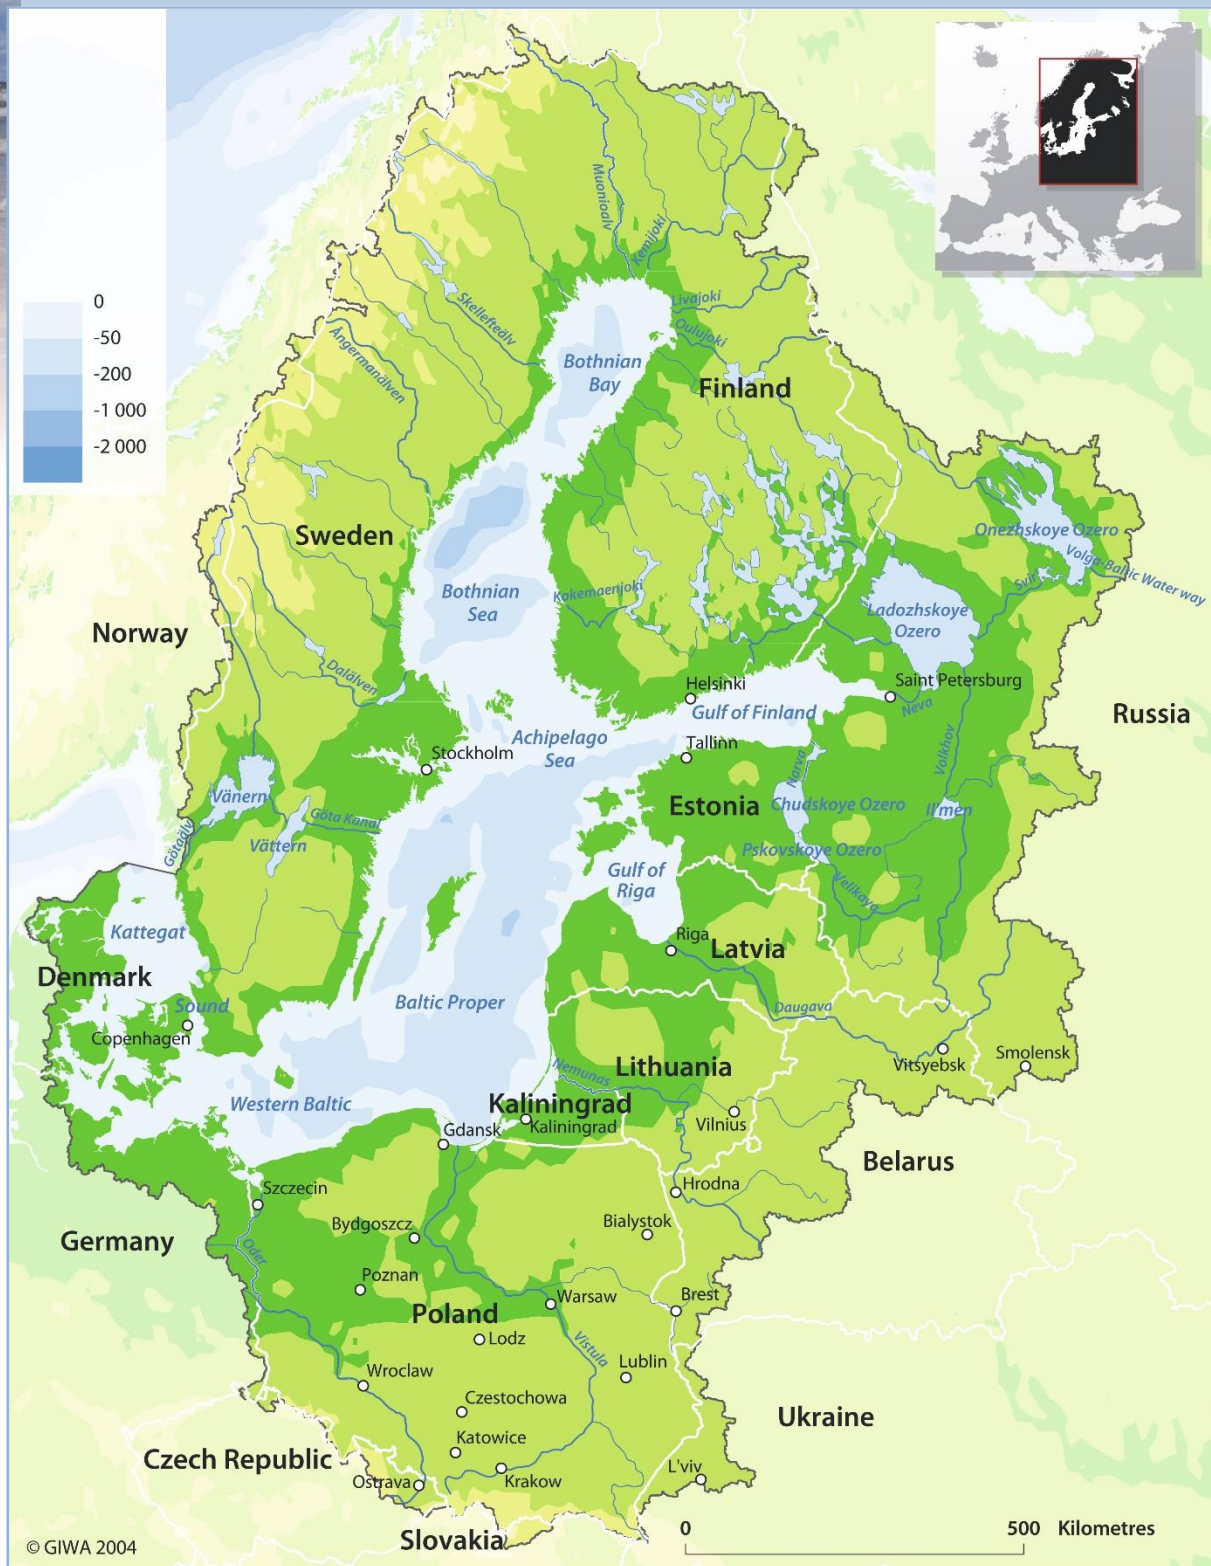 0
-50
-200
-1 000
-2 000
Muonioalv
Kemijoki
Livajoki
Oulujoki
Skellefteälv
Ångermanälven
Bothnian
Bay
Finland
Sweden
Onezhskoye Ozero
Volga-Baltic Water way
Svir
Bothnian
Sea
Kokemaenjoki
Ladozhskoye
Ozero
Norway
Dalälven
Helsinki
Saint Petersburg
Neva
Gulf of Finland
Russia
Achipelago
Sea
Tallinn
Stockholm
Volkhov
Narva
Vänern
Estonia
Chudskoye Ozero
Il'men
Göta Kanal
Götaälv
Vättern
Pskovskoye Ozero
Gulf of
Riga
Velikaya
Kattegat
Riga
Latvia
Denmark
Sound
Baltic Proper
Daugava
Copenhagen
Vitsyebsk
Smolensk
Lithuania
Nemunas
Western Baltic
Kaliningrad
Kaliningrad
Vilnius
Gdansk
Belarus
Szczecin
Hrodna
Bydgoszcz
Bialystok
Germany
Oder
Poznan
Warsaw
Brest
Poland
Lodz
Vistula
Wroclaw
Lublin
Czestochowa
Ukraine
Katowice
Czech Republic
Krakow
L'viv
Ostrava
0
500 Kilometres
Slovakia
© GIWA 2004